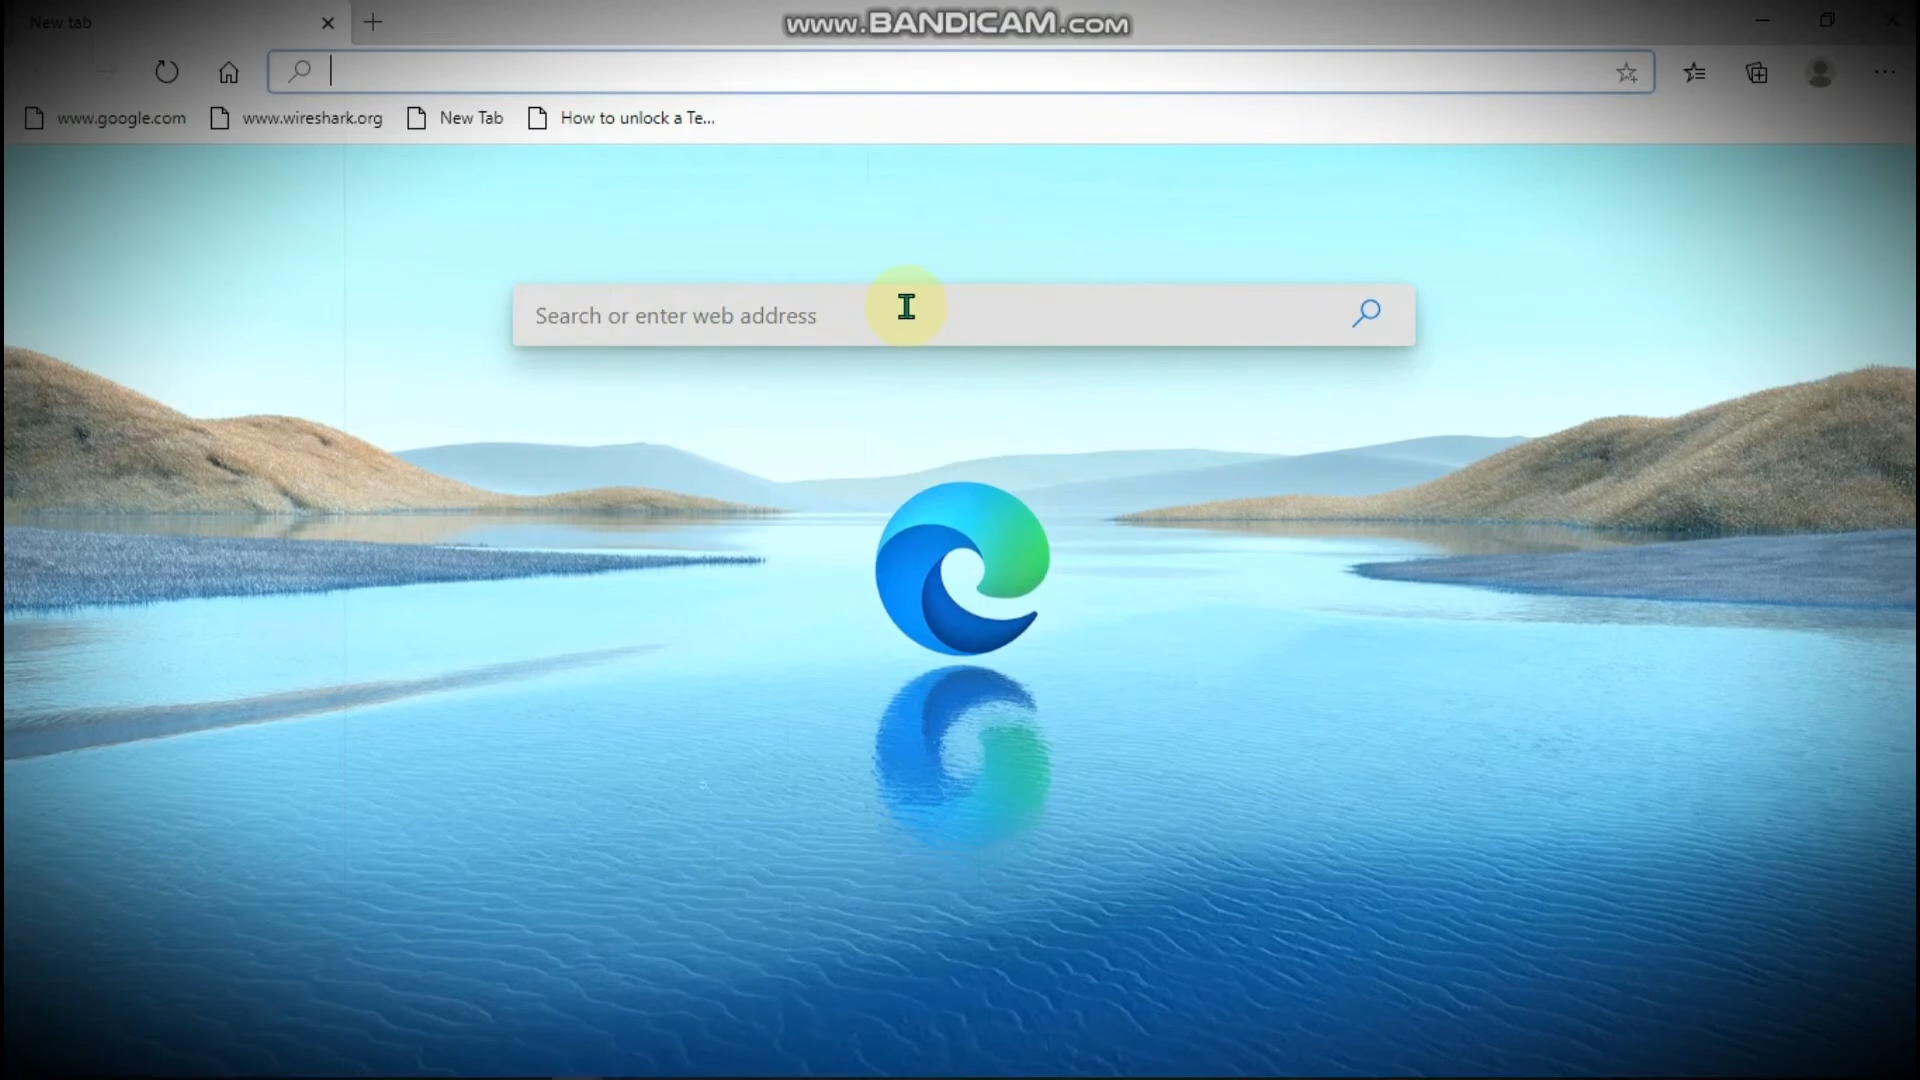 New tab
www.BANDICAM.com
www.google.com
www.wireshark.org
New Tab
How to unlock a Te...
Search or enter web address